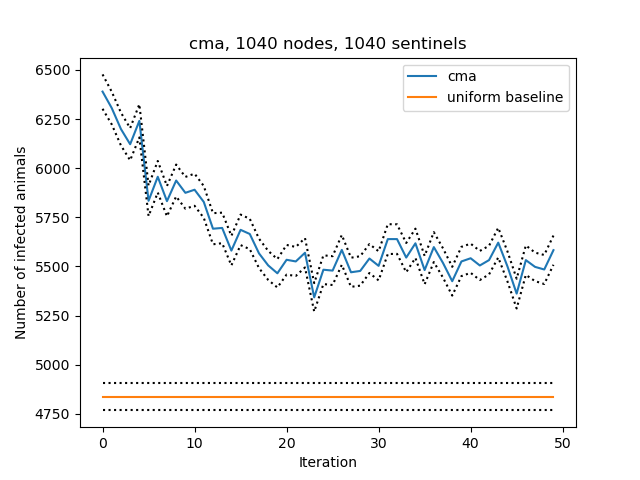 cma, 1040 nodes, 1040 sentinels
cma
uniform baseline
Number of infected animals
6500
6250
6000
5750
5500
5250
5000
4750
0 10 20 30 40 50
Iteration